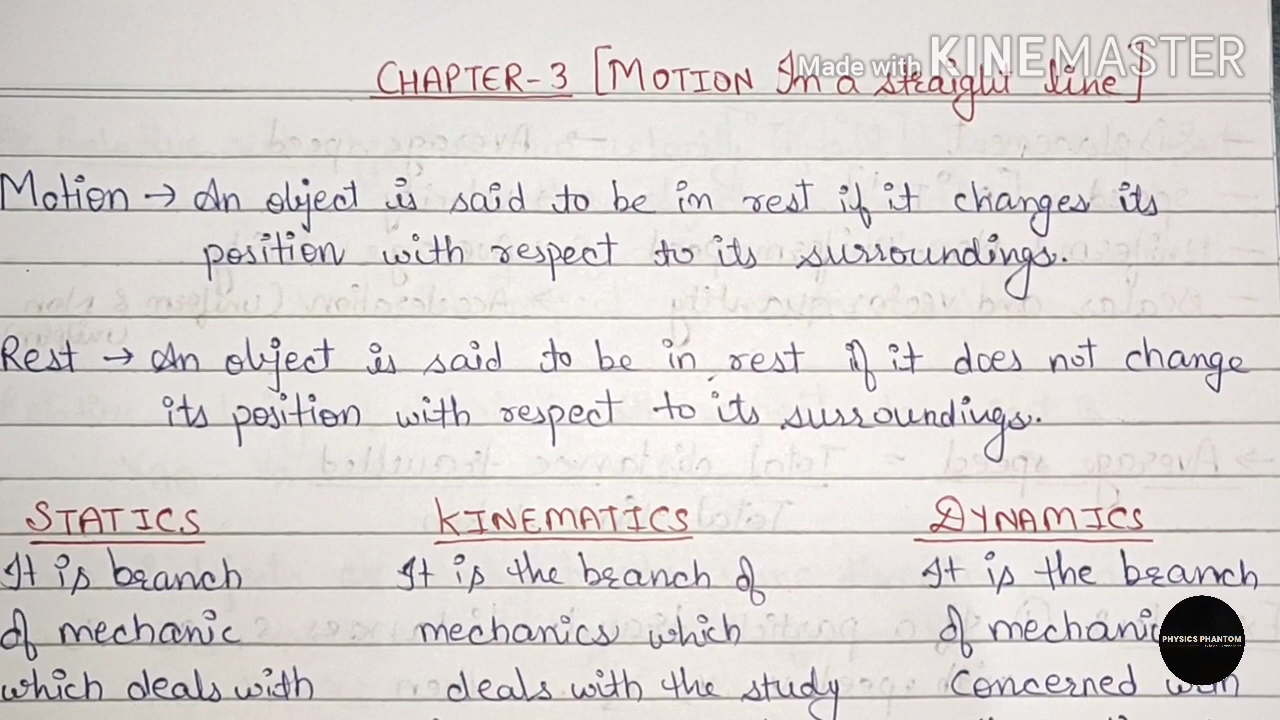 Made with KINEMASTER
CHAPTER-3 [MOTION In a straight line]
Motion → An object is said to be in rest if it changes its
position with respect to its surroundings.
Rest → An object is said to be in rest if it does not change
its position with respect to its surroundings.
STATICS KINEMATICS DYNAMICS
It is branch It is the branch of It is the branch
of mechanic mechanics which of mechanic
PHYSICS PHANTOM
which deals with deals with the study concerned with